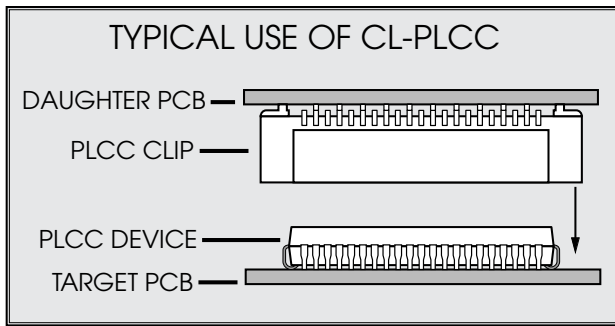 TYPICAL USE OF CL-PLCC
DAUGHTER PCB
PLCC CLIP
PLCC DEVICE
TARGET PCB